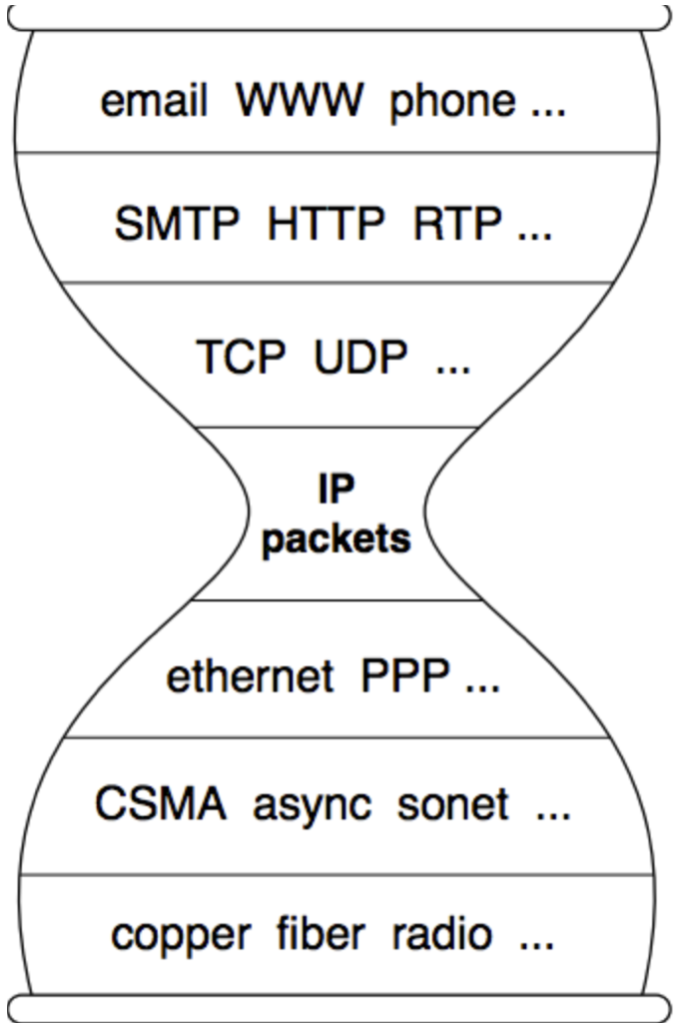 email WWW phone ...
SMTP HTTP RTP ...
TCP UDP ...
IP
packets
ethernet PPP ...
CSMA async sonet ...
copper fiber radio ...